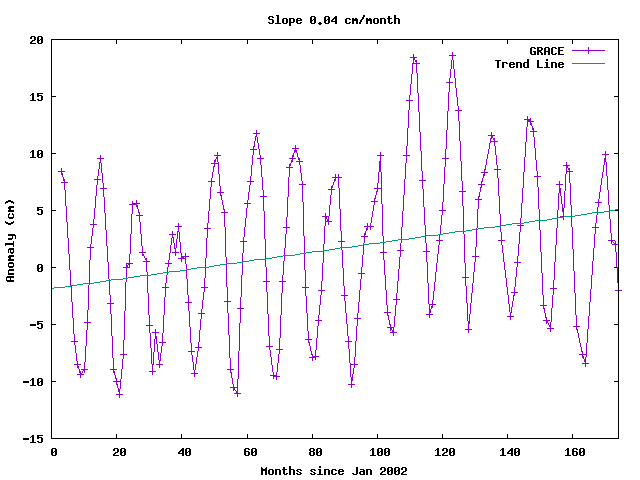 Slope 0.04 cm/month
GRACE
Trend Line
20
15
10
5
0
-5
-10
-15
Anomaly (cm)
0 20 40 60 80 100 120 140 160
Months since Jan 2002